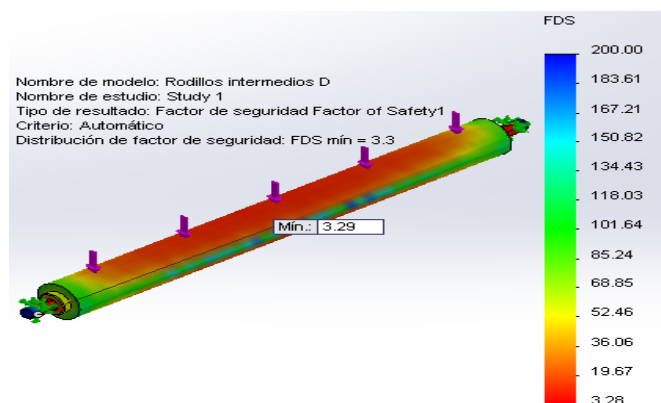 FDS
Nombre de modelo: Rodillos intermedios D
Nombre de estudio: Study 1
Tipo de resultado: Factor de seguridad Factor of Safety1
Criterio: Automático
Distribución de factor de seguridad: FDS mín = 3.3
Mín.: 3.29
200.00
183.61
167.21
150.82
134.43
118.03
101.64
85.24
68.85
52.46
36.06
19.67
3.28